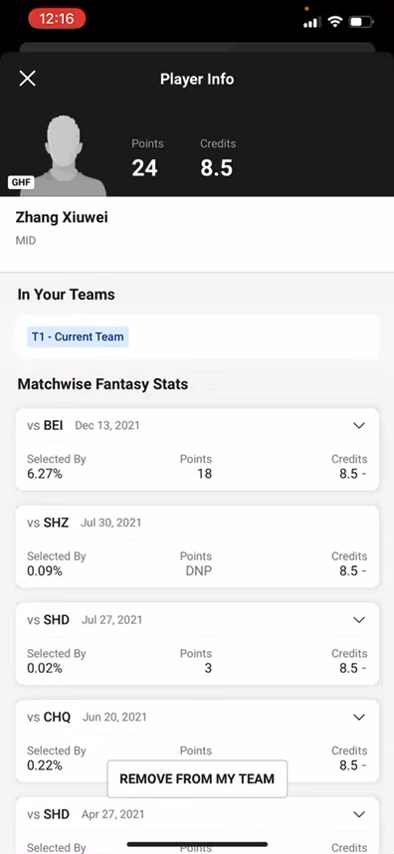 12:16
Player Info
Points Credits
24 8.5
GHF
Zhang Xiuwei
MID
In Your Teams
T1 - Current Team
Matchwise Fantasy Stats
vs BEI Dec 13, 2021
Selected By Points Credits
6.27% 18 8.5 -
vs SHZ Jul 30, 2021
Selected By Points Credits
0.09% DNP 8.5 -
vs SHD Jul 27, 2021
Selected By Points Credits
0.02% 3 8.5 -
vs CHQ Jun 20, 2021
Selected By Points Credits
0.22% 8.5 -
REMOVE FROM MY TEAM
vs SHD Apr 27, 2021
Selected By Points Credits